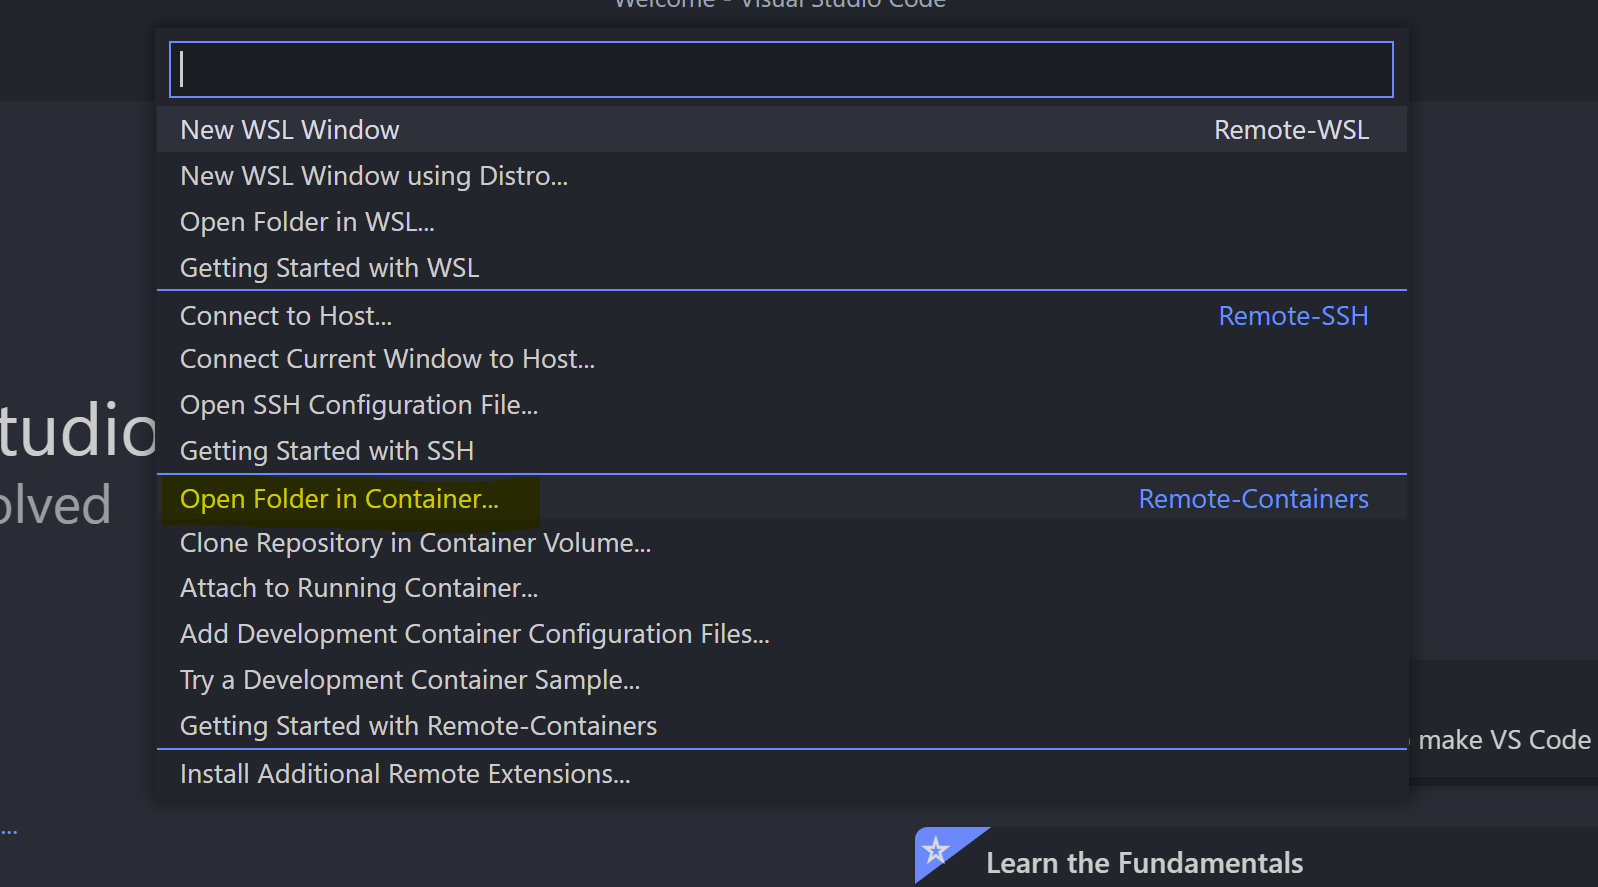 Welcome - Visual Studio Code
New WSL Window Remote-WSL
New WSL Window using Distro...
Open Folder in WSL...
Getting Started with WSL
Connect to Host... Remote-SSH
Connect Current Window to Host...
Open SSH Configuration File...
Getting Started with SSH
tudio
olved
Open Folder in Container... Remote-Containers
Clone Repository in Container Volume...
Attach to Running Container...
Add Development Container Configuration Files...
Try a Development Container Sample...
Getting Started with Remote-Containers
make VS Code
Install Additional Remote Extensions...
...
Learn the Fundamentals